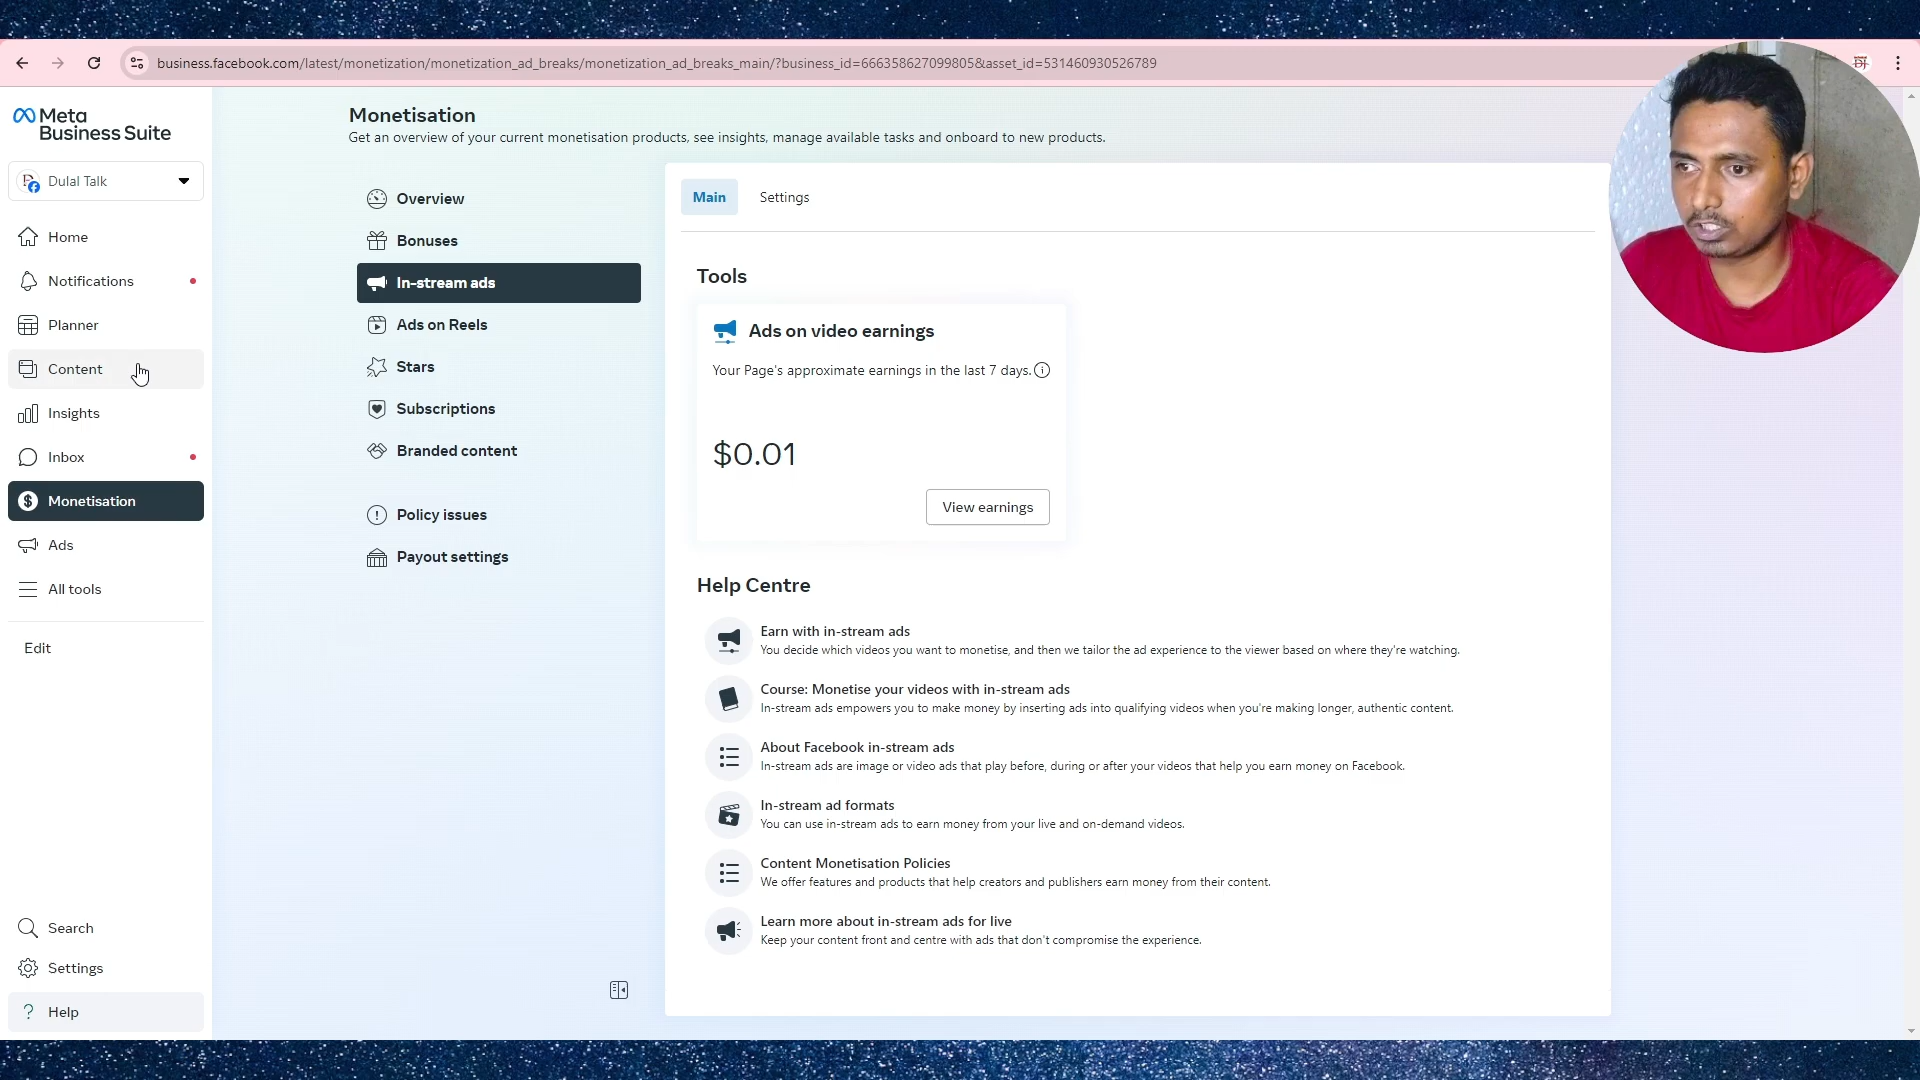 business.facebook.com/latest/monetization/monetization_ad_breaks/monetization_ad_breaks_main/?business_id=6663586270998058&asset_id=531460930526789
Meta
Business Suite
Dulal Talk
Home
Notifications
Planner
Content
Insights
Inbox
Monetisation
Ads
All tools
Edit
Search
Settings
Help
Monetisation
Get an overview of your current monetisation products, see insights, manage available tasks and onboard to new products.
Overview
Bonuses
In-stream ads
Ads on Reels
Stars
Subscriptions
Branded content
Policy issues
Payout settings
Main Settings
Tools
Ads on video earnings
Your Page's approximate earnings in the last 7 days.
$0.01
View earnings
Help Centre
Earn with in-stream ads
You decide which videos you want to monetise, and then we tailor the ad experience to the viewer based on where they're watching.
Course: Monetise your videos with in-stream ads
In-stream ads empowers you to make money by inserting ads into qualifying videos when you're making longer, authentic content.
About Facebook in-stream ads
In-stream ads are image or video ads that play before, during or after your videos that help you earn money on Facebook.
In-stream ad formats
You can use in-stream ads to earn money from your live and on-demand videos.
Content Monetisation Policies
We offer features and products that help creators and publishers earn money from their content.
Learn more about in-stream ads for live
Keep your content front and centre with ads that don't compromise the experience.